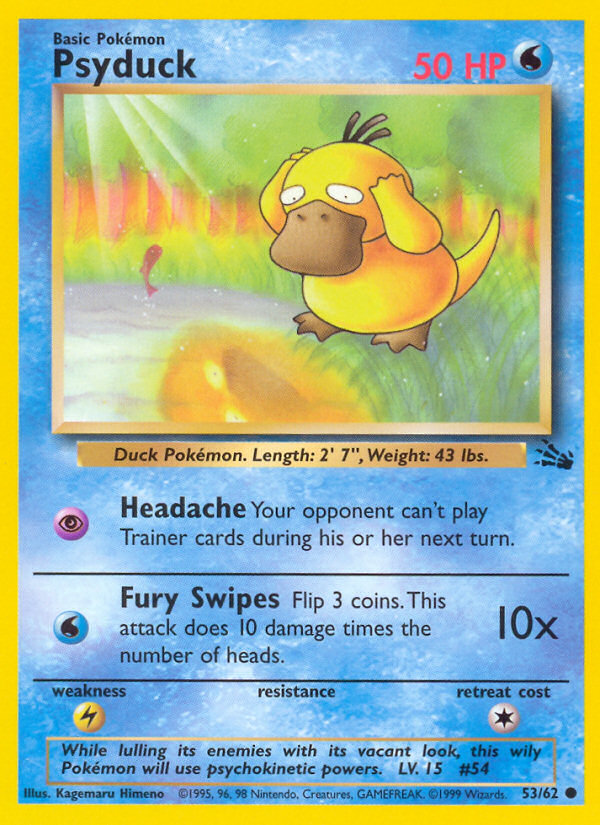 Basic Pokémon
Psyduck
50 HP
Duck Pokémon. Length: 2' 7", Weight: 43 lbs.
Headache Your opponent can't play
Trainer cards during his or her next turn.
Fury Swipes Flip 3 coins. This
attack does 10 damage times the
number of heads.
10x
weakness
resistance
retreat cost
While lulling its enemies with its vacant look, this wily
Pokémon will use psychokinetic powers. LV. 15 #54
Illus. Kagemaru Himeno ©1995, 96, 98 Nintendo, Creatures, GAMEFREAK. ©1999 Wizards. 53/62